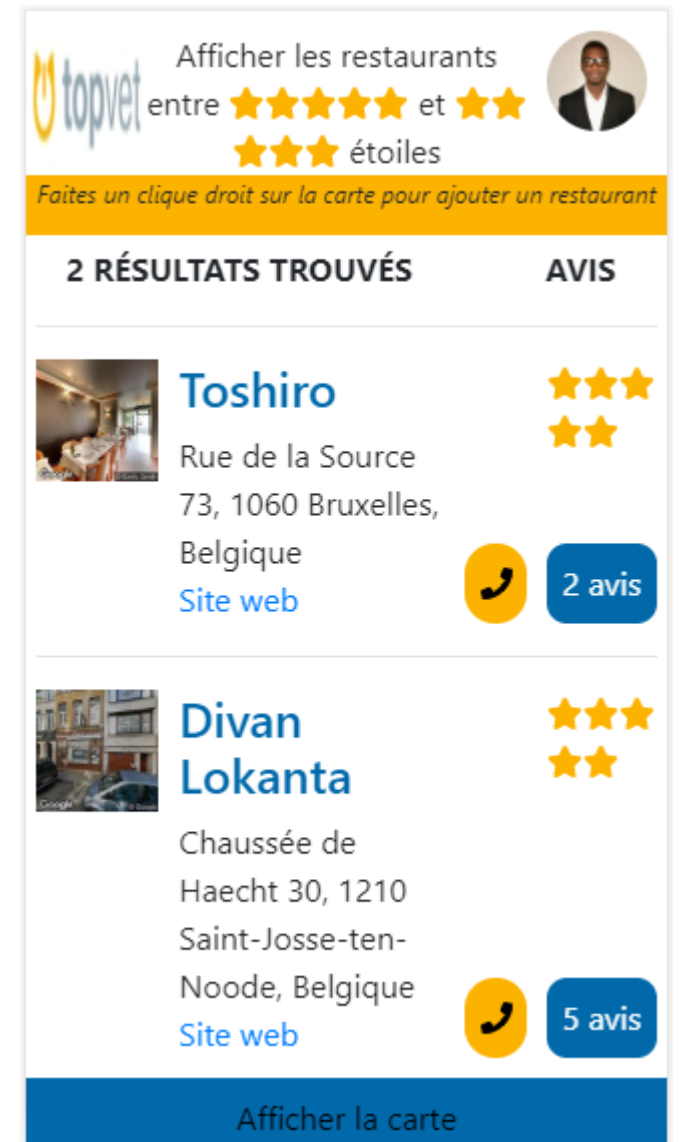 topvet
Afficher les restaurants
entre ★★★★★ et ★★
★★★ étoiles
Faites un clique droit sur la carte pour ajouter un restaurant
2 RÉSULTATS TROUVÉS AVIS
Toshiro
Rue de la Source
73, 1060 Bruxelles,
Belgique
Site web
2 avis
Google
Divan
Lokanta
Chaussée de
Haecht 30, 1210
Saint-Josse-ten-
Noode, Belgique
Site web
5 avis
Google
Afficher la carte